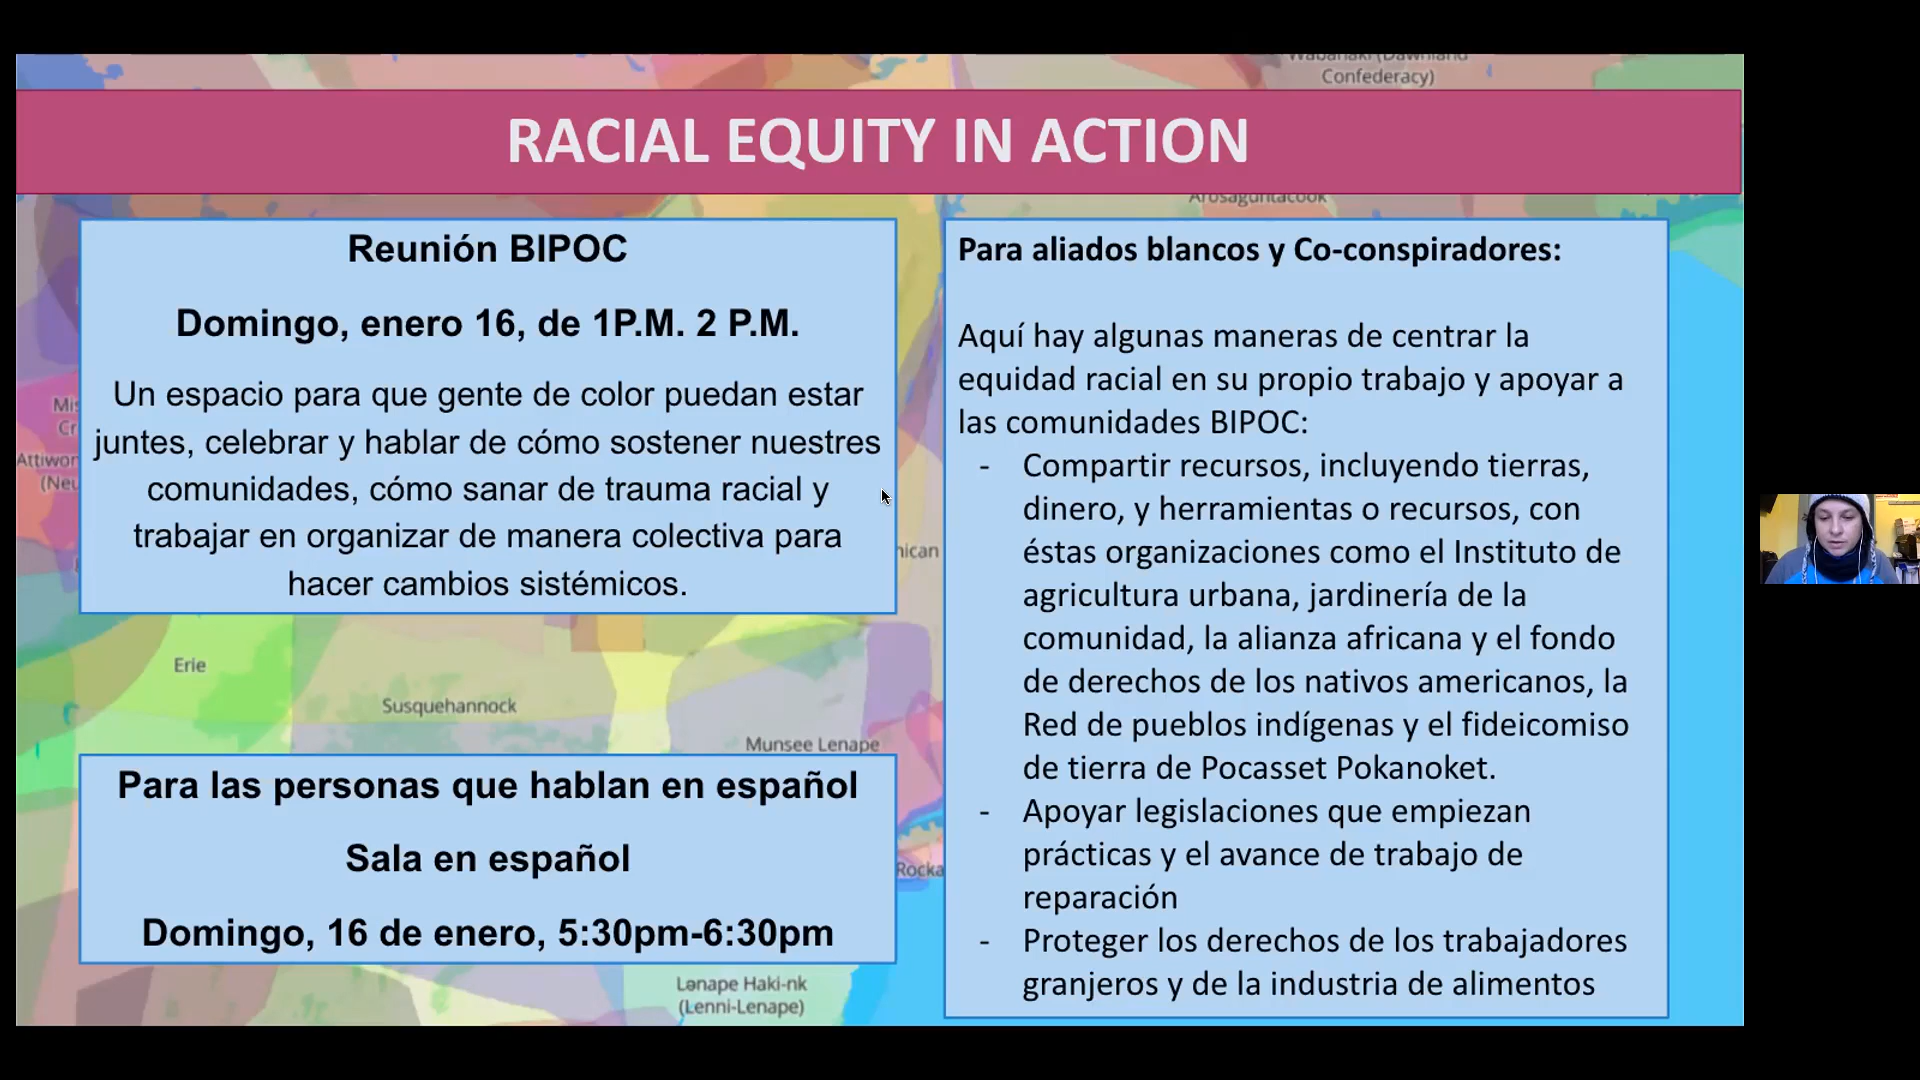 Confederacy)
RACIAL EQUITY IN ACTION
Reunión BIPOC
Domingo, enero 16, de 1P.M. 2 P.M.
Un espacio para que gente de color puedan estar
juntes, celebrar y hablar de cómo sostener nuestres
comunidades, cómo sanar de trauma racial y
trabajar en organizar de manera colectiva para
hacer cambios sistémicos.
Erie
Susquehannock
Munsee Lenape
Para las personas que hablan en español
Sala en español
Domingo, 16 de enero, 5:30pm-6:30pm
Lenape Haki-nk
(Lenni-Lenape)
Para aliados blancos y Co-conspiradores:
Aquí hay algunas maneras de centrar la
equidad racial en su propio trabajo y apoyar a
las comunidades BIPOC:
- Compartir recursos, incluyendo tierras,
dinero, y herramientas o recursos, con
éstas organizaciones como el Instituto de
agricultura urbana, jardinería de la
comunidad, la alianza africana y el fondo
de derechos de los nativos americanos, la
Red de pueblos indígenas y el fideicomiso
de tierra de Pocasset Pokanoket.
- Apoyar legislaciones que empiezan
prácticas y el avance de trabajo de
reparación
- Proteger los derechos de los trabajadores
granjeros y de la industria de alimentos